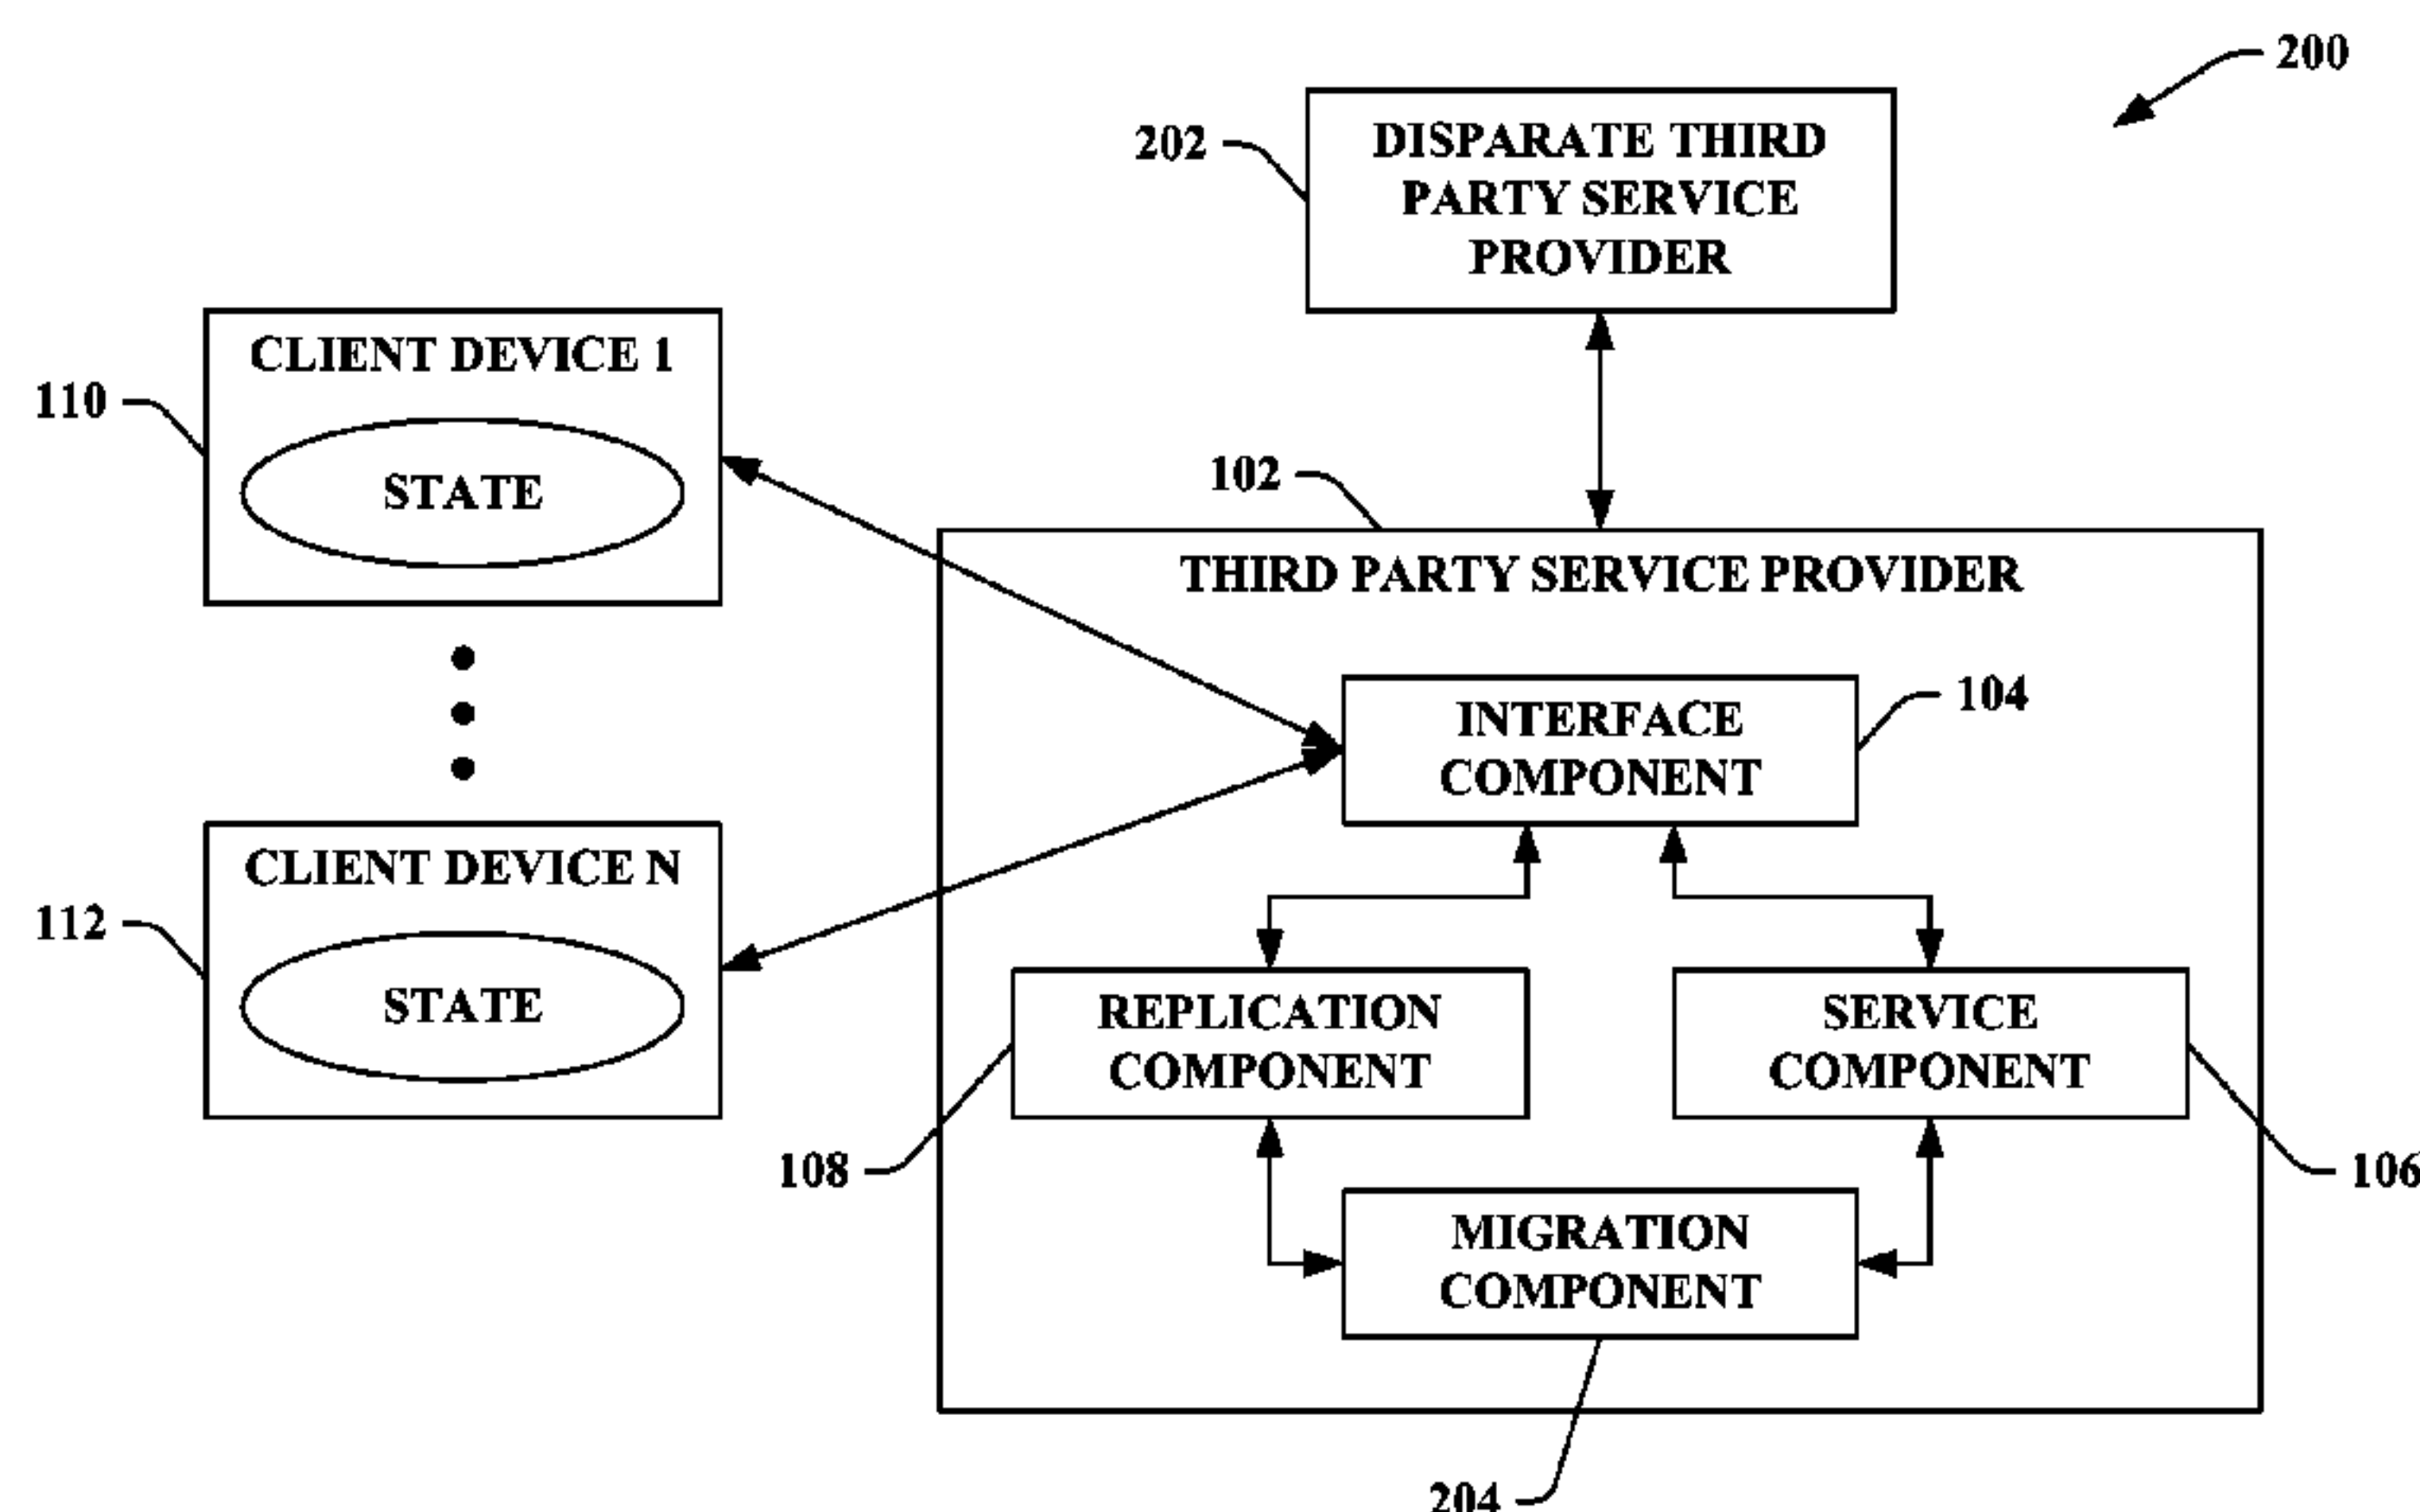 200
202
DISPARATE THIRD
PARTY SERVICE
PROVIDER
CLIENT DEVICE 1
110
STATE
102
THIRD PARTY SERVICE PROVIDER
104
INTERFACE
COMPONENT
CLIENT DEVICE N
112
STATE
REPLICATION
COMPONENT
SERVICE
COMPONENT
108
106
MIGRATION
COMPONENT
204